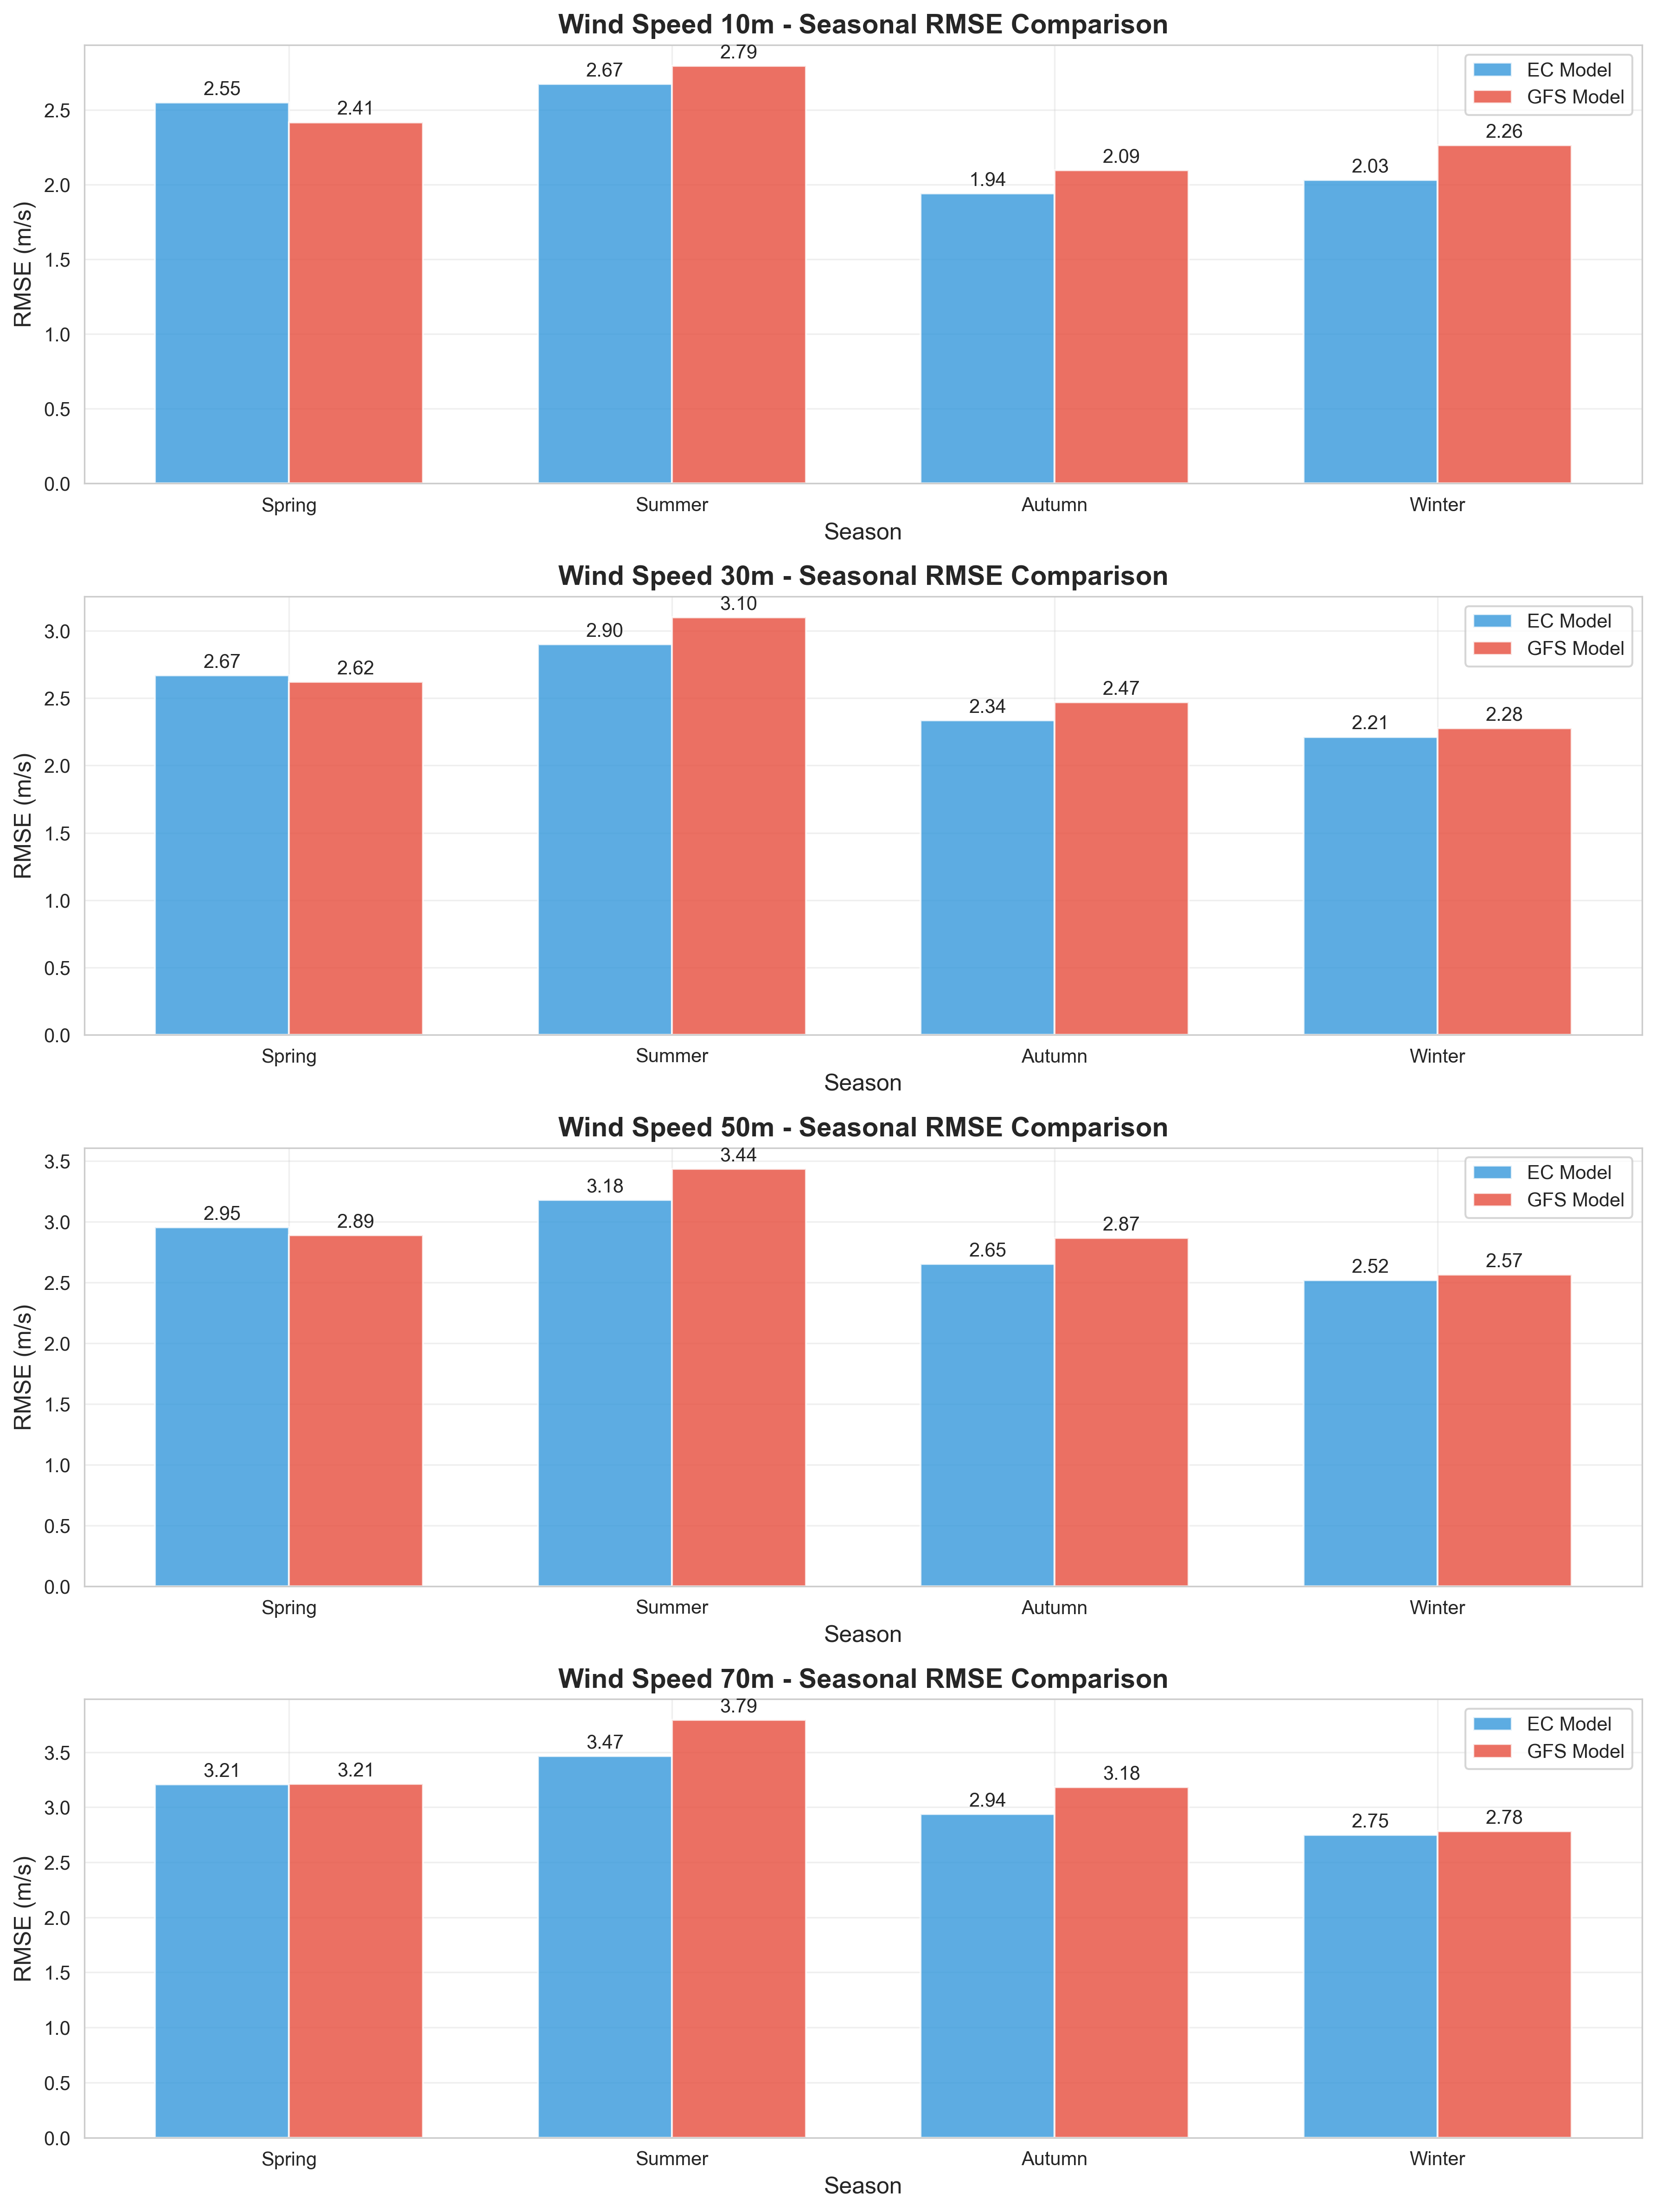 Wind Speed 10m - Seasonal RMSE Comparison
RMSE (m/s)
2.5
2.0
1.5
1.0
0.5
0.0
2.55
2.41
2.67
2.79
1.94
2.09
2.03
2.26
EC Model
GFS Model
Spring
Summer
Autumn
Winter
Season
Wind Speed 30m - Seasonal RMSE Comparison
RMSE (m/s)
3.0
2.5
2.0
1.5
1.0
0.5
0.0
2.67
2.62
2.90
3.10
2.34
2.47
2.21
2.28
EC Model
GFS Model
Spring
Summer
Autumn
Winter
Season
Wind Speed 50m - Seasonal RMSE Comparison
RMSE (m/s)
3.5
3.0
2.5
2.0
1.5
1.0
0.5
0.0
2.95
2.89
3.18
3.44
2.65
2.87
2.52
2.57
EC Model
GFS Model
Spring
Summer
Autumn
Winter
Season
Wind Speed 70m - Seasonal RMSE Comparison
RMSE (m/s)
3.5
3.0
2.5
2.0
1.5
1.0
0.5
0.0
3.21
3.21
3.47
3.79
2.94
3.18
2.75
2.78
EC Model
GFS Model
Spring
Summer
Autumn
Winter
Season